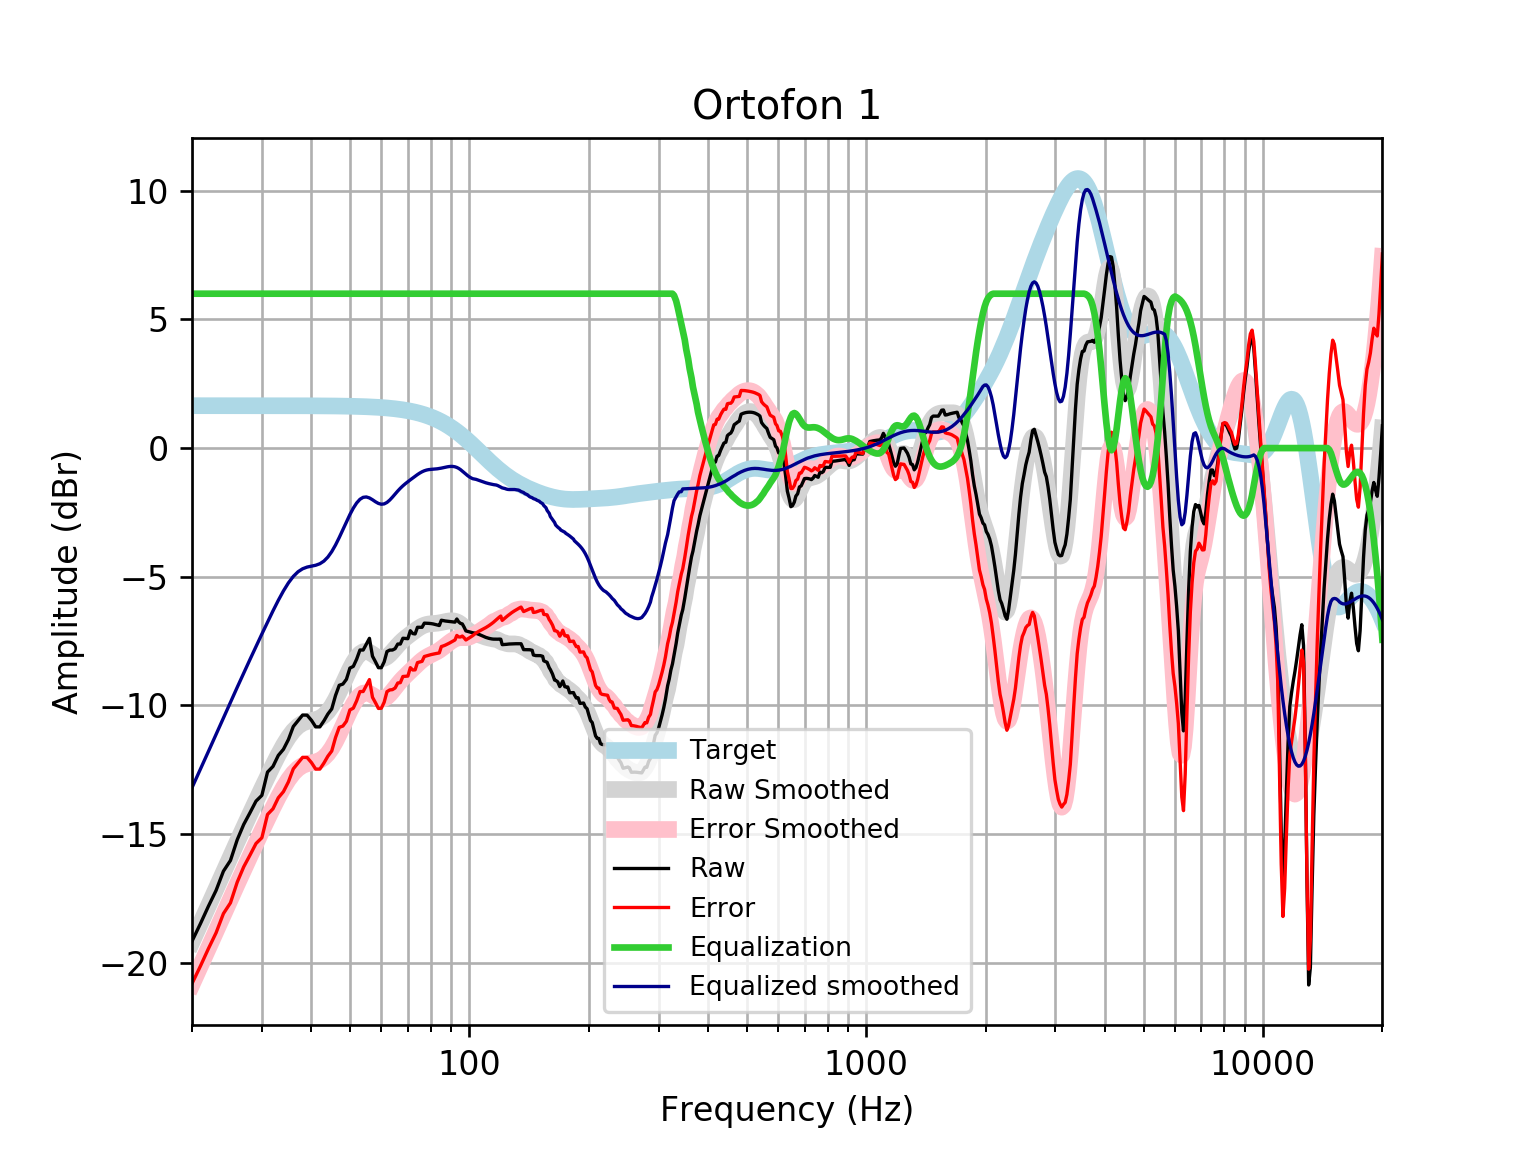 Ortofon 1
10
5
0
−5
−10
−15
−20
Amplitude (dBr)
Target
Raw Smoothed
Error Smoothed
Raw
Error
Equalization
Equalized smoothed
100 1000 10000
Frequency (Hz)